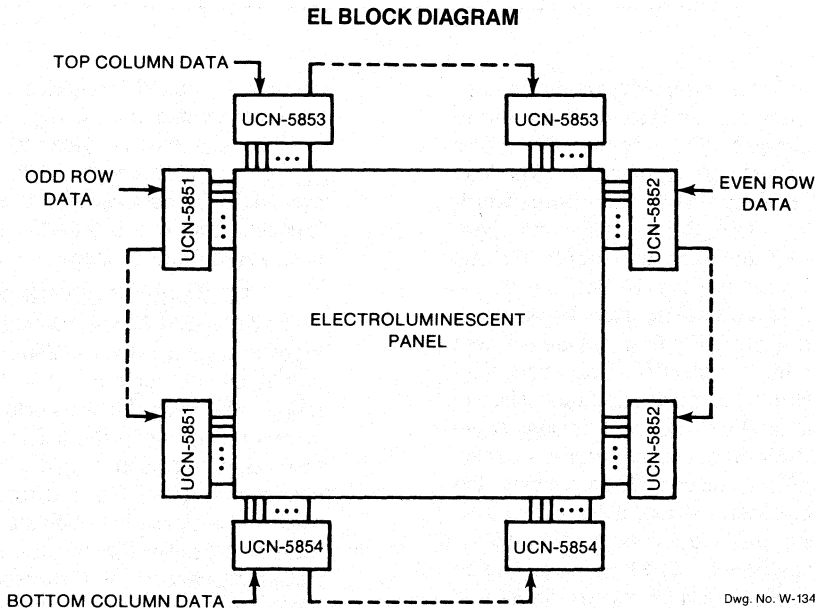 EL BLOCK DIAGRAM
TOP COLUMN DATA
UCN-5853
UCN-5853
ODD ROW
DATA
UCN-5851
UCN-5852
EVEN ROW
DATA
ELECTROLUMINESCENT
PANEL
UCN-5851
UCN-5852
UCN-5854
UCN-5854
BOTTOM COLUMN DATA
Dwg. No. W-134